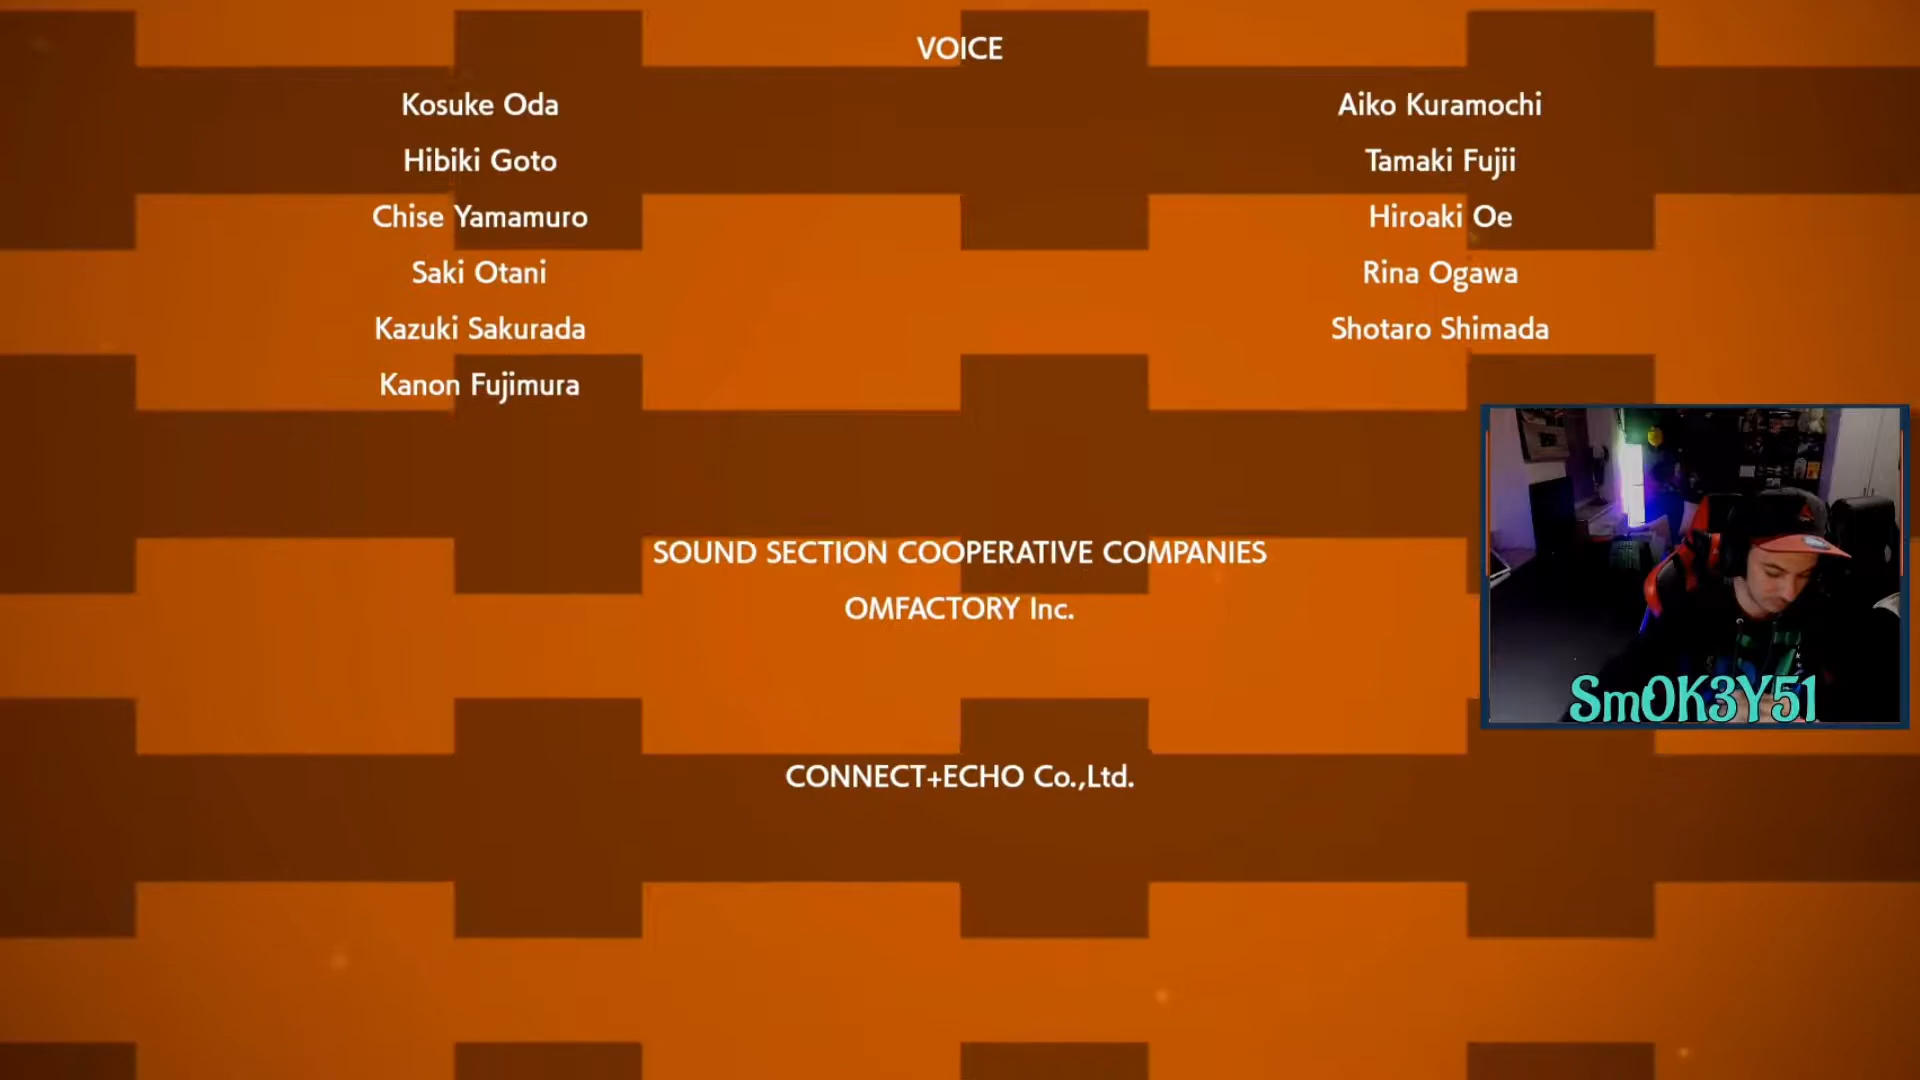 VOICE
Kosuke Oda
Aiko Kuramochi
Hibiki Goto
Tamaki Fujii
Chise Yamamuro
Hiroaki Oe
Saki Otani
Rina Ogawa
Kazuki Sakurada
Shotaro Shimada
Kanon Fujimura
SOUND SECTION COOPERATIVE COMPANIES
OMFACTORY Inc.
SmOK3Y51
CONNECT+ECHO Co.,Ltd.